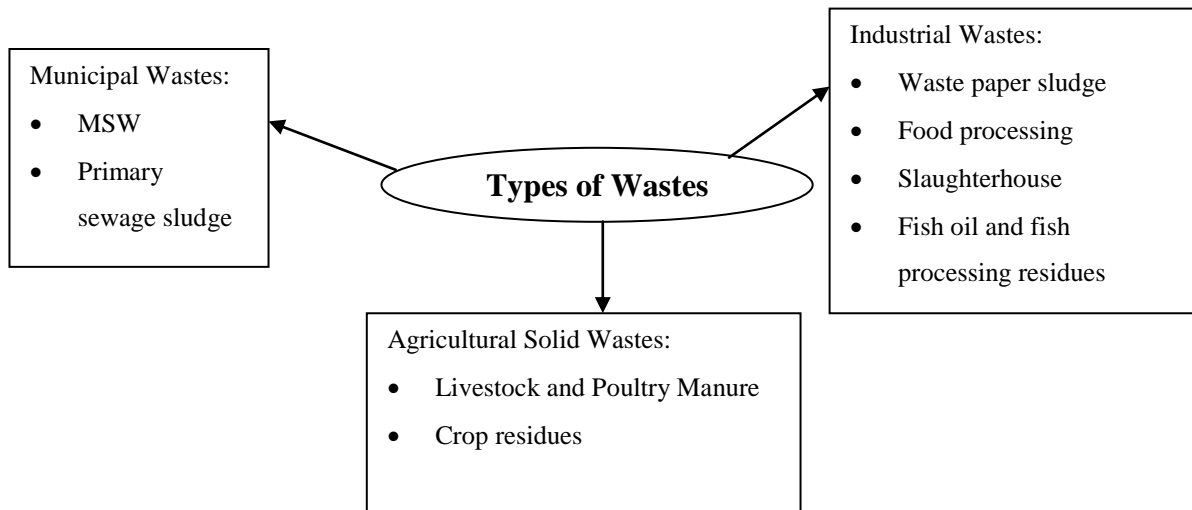 Municipal Wastes:
• MSW
• Primary
sewage sludge
Types of Wastes
Industrial Wastes:
• Waste paper sludge
• Food processing
• Slaughterhouse
• Fish oil and fish
processing residues
Agricultural Solid Wastes:
• Livestock and Poultry Manure
• Crop residues